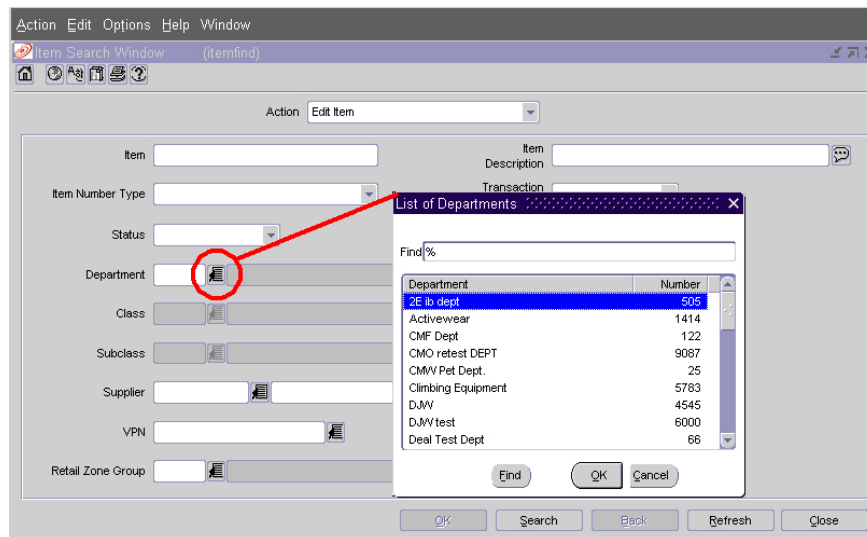 Action Edit Options Help Window
Item Search Window (itemfind)
Action Edit Item
Item
Item Description
Item Number Type
Transaction
Status
Department
Class
Subclass
Supplier
VPN
Retail Zone Group
List of Departments
Find %
Department Number
2E ib dept 505
Activewear 1414
CMF Dept 122
CMO retest DEPT 9087
CMW Pet Dept. 25
Climbing Equipment 5783
DJW 4545
DJW test 6000
Deal Test Dept 66
Find OK Cancel
OK Search Back Refresh Close